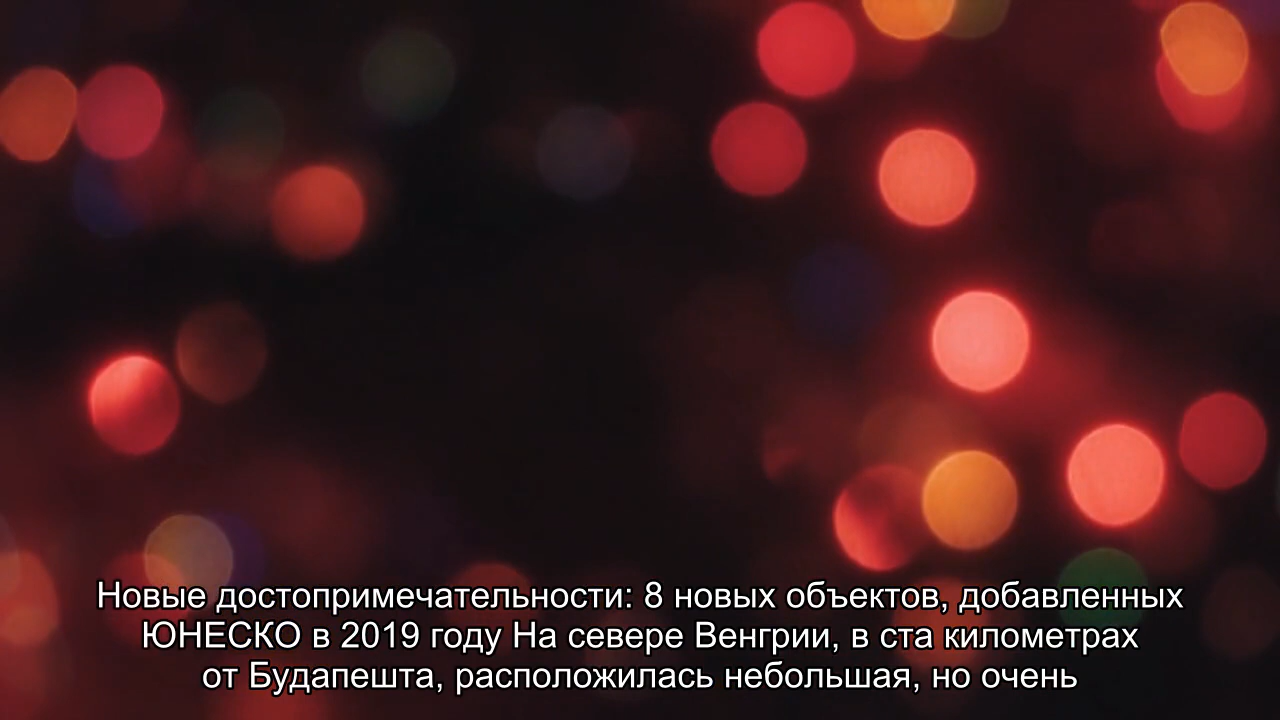 Новые достопримечательности: 8 новых объектов, добавленных
ЮНЕСКО в 2019 году На севере Венгрии, в ста километрах
от Будапешта, расположилась небольшая, но очень